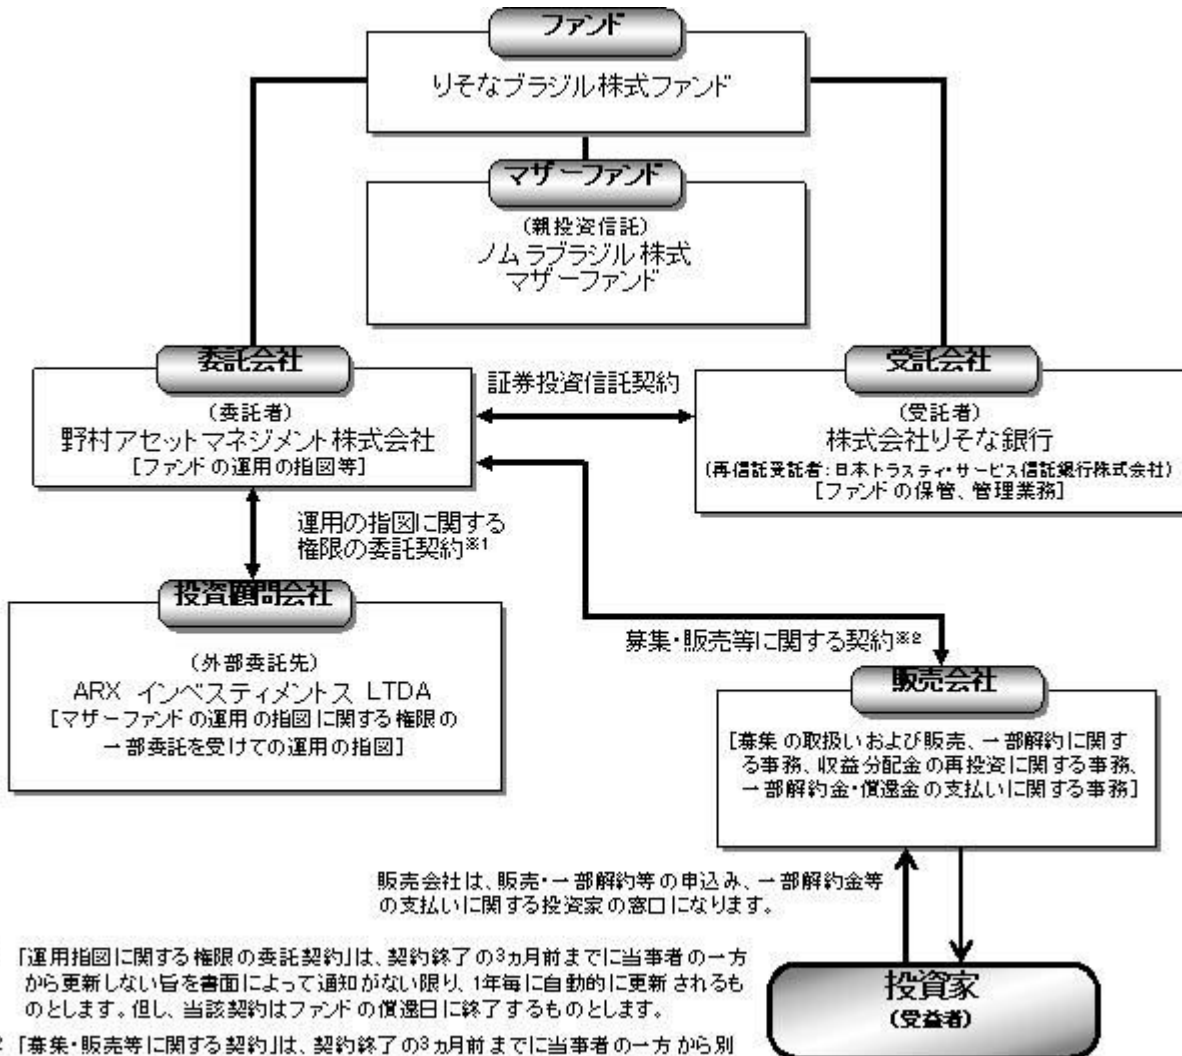 ファンド
りそなブラジル株式ファンド
マザーファンド
(親投資信託)
ノムラブラジル株式
マザーファンド
委託会社
(委託者)
野村アセットマネジメント株式会社
[ファンドの運用の指図等]
証券投資信託契約
受託会社
(受託者)
株式会社りそな銀行
(再信託受託者:日本トラスティ・サービス信託銀行株式会社)
[ファンドの保管、管理業務]
運用の指図に関する
権限の委託契約※1
投資顧問会社
(外部委託先)
ARX インベスティメントス LTDA
[マザーファンドの運用の指図に関する権限の
一部委託を受けての運用の指図]
募集・販売等に関する契約※2
販売会社
[募集の取扱いおよび販売、一部解約に関す
る事務、収益分配金の再投資に関する事務、
一部解約金・償還金の支払いに関する事務]
販売会社は、販売・一部解約等の申込み、一部解約金等
の支払いに関する投資家の窓口になります。
投資家
(受益者)
「運用指図に関する権限の委託契約」は、契約終了の3ヵ月前までに当事者の一方
から更新しない旨を書面によって通知がない限り、1年毎に自動的に更新されるも
のとします。但し、当該契約はファンドの償還日に終了するものとします。
2 「募集・販売等に関する契約」は、契約終了の3ヵ月前までに当事者の一方から別